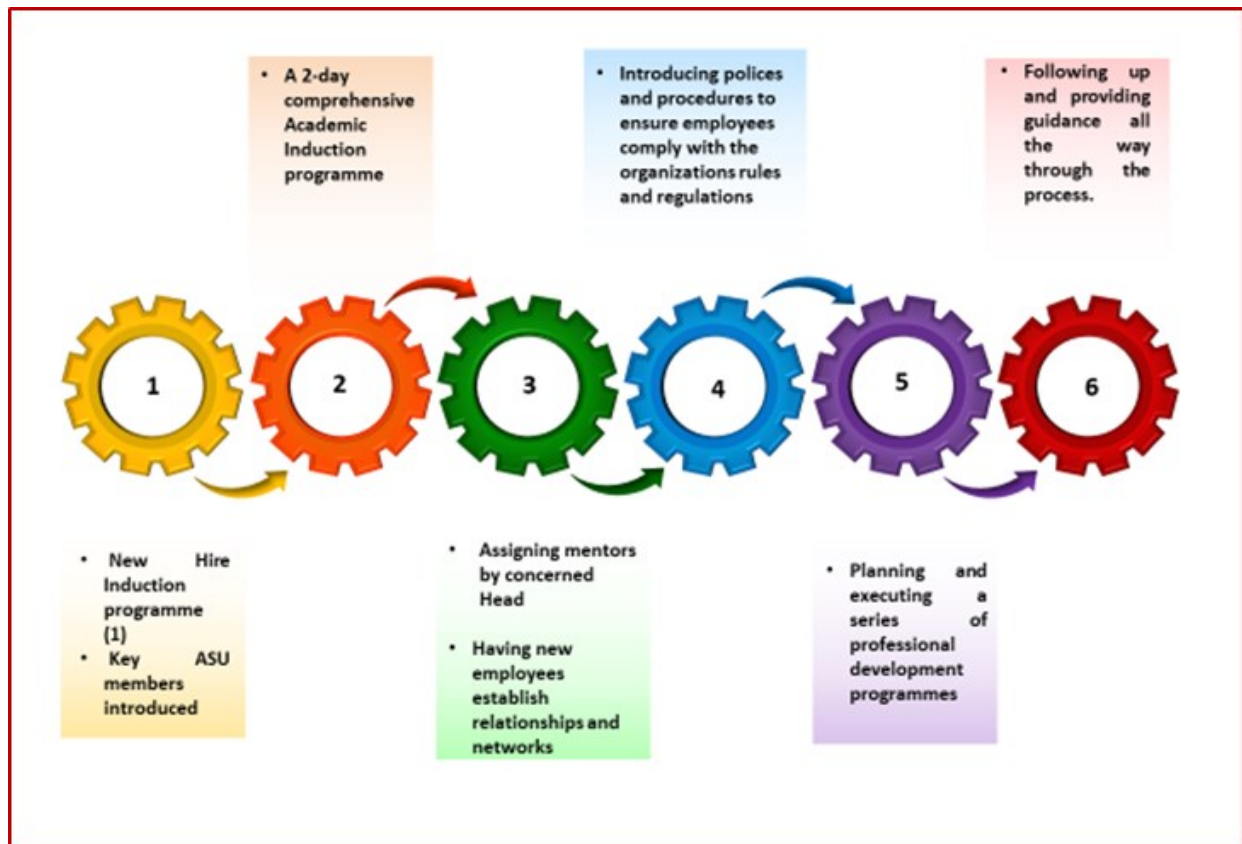 • A 2-day
comprehensive
Academic
Induction
programme
• Introducing polices
and procedures to
ensure employees
comply with the
organizations rules
and regulations
• Following up
and providing
guidance all
the way
through the
process.
1
2
3
4
5
6
• New Hire
Induction
programme
(1)
• Key ASU
members
introduced
• Assigning mentors
by concerned
Head
• Having new
employees
establish
relationships and
networks
• Planning and
executing a
series of
professional
development
programmes